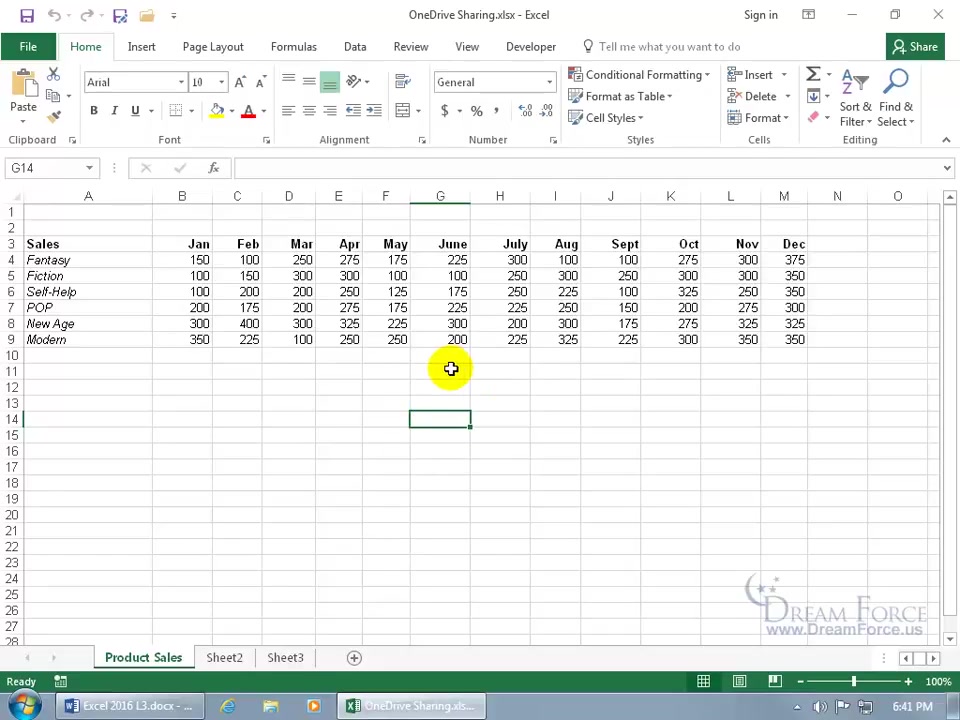 OneDrive Sharing.xlsx - Excel
Sign in
File Home Insert Page Layout Formulas Data Review View Developer Tell me what you want to do Share
Paste
Arial 10
General
Conditional Formatting
Format as Table
Cell Styles
Insert
Delete
Format
Sort & Filter
Find & Select
Clipboard Font Alignment Number Styles Cells Editing
G14 fx
A B C D E F G H I J K L M N O
1
2
3 Sales Jan Feb Mar Apr May June July Aug Sept Oct Nov Dec
4 Fantasy 150 100 250 275 175 225 300 100 100 275 300 375
5 Fiction 100 150 300 300 100 100 250 300 250 300 300 350
6 Self-Help 100 200 200 250 125 175 250 225 100 325 250 350
7 POP 200 175 200 275 175 225 225 250 150 200 275 300
8 New Age 300 400 300 325 225 300 200 300 175 275 325 325
9 Modern 350 225 100 250 250 200 225 325 225 300 350 350
10
11
12
13
14
15
16
17
18
19
20
21
22
23
24
25
26
27
28
DREAM FORCE
www.DreamForce.us
Product Sales Sheet2 Sheet3
Ready 100%
Excel 2016 L3.docx - ... OneDrive Sharing.xls... 6:41 PM